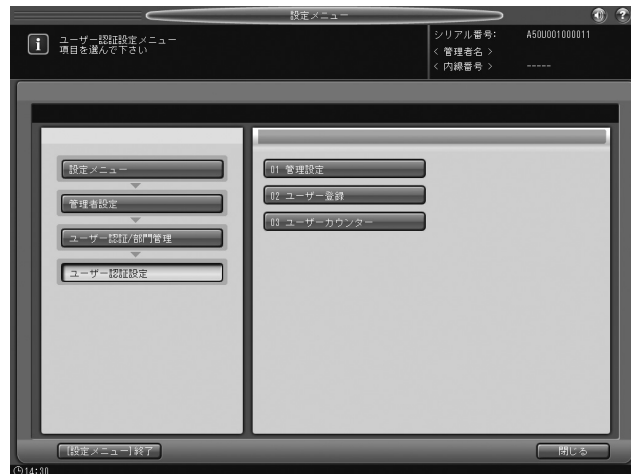 設定メニュー
ユーザー認証設定メニュー
項目を選んで下さい
シリアル番号: A50U001000011
< 管理者名 >
< 内線番号 > -----
設定メニュー
管理者設定
ユーザー認証/部門管理
ユーザー認証設定
01 管理設定
02 ユーザー登録
03 ユーザーカウンター
[設定メニュー]終了
閉じる
14:30